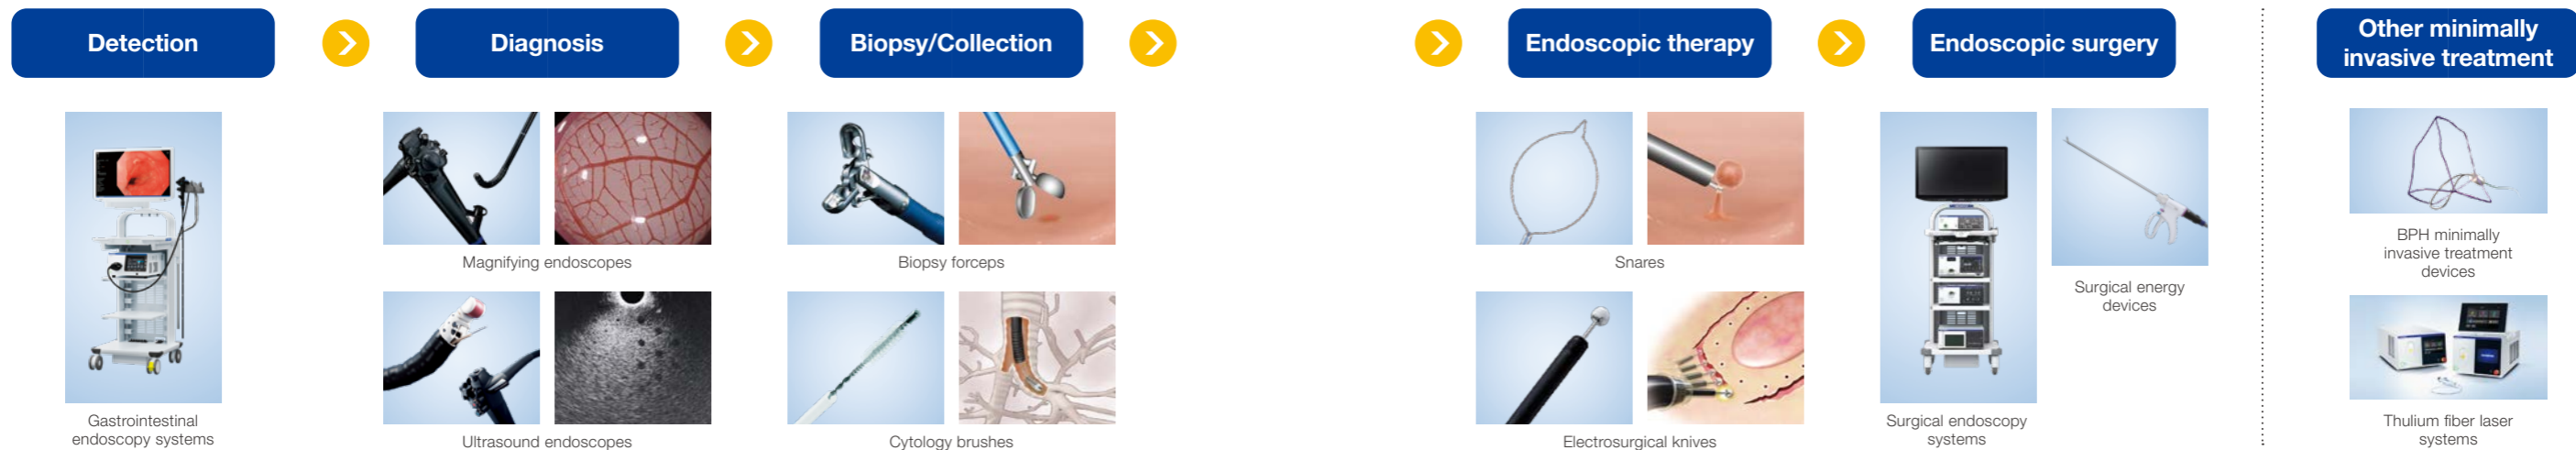 Detection
Diagnosis
Biopsy/Collection
Endoscopic therapy
Endoscopic surgery
Other minimally
invasive treatment
Gastrointestinal
endoscopy systems
Magnifying endoscopes
Ultrasound endoscopes
Biopsy forceps
Cytology brushes
Snares
Electrosurgical knives
Surgical endoscopy
systems
Surgical energy
devices
BPH minimally
invasive treatment
devices
Thulium fiber laser
systems